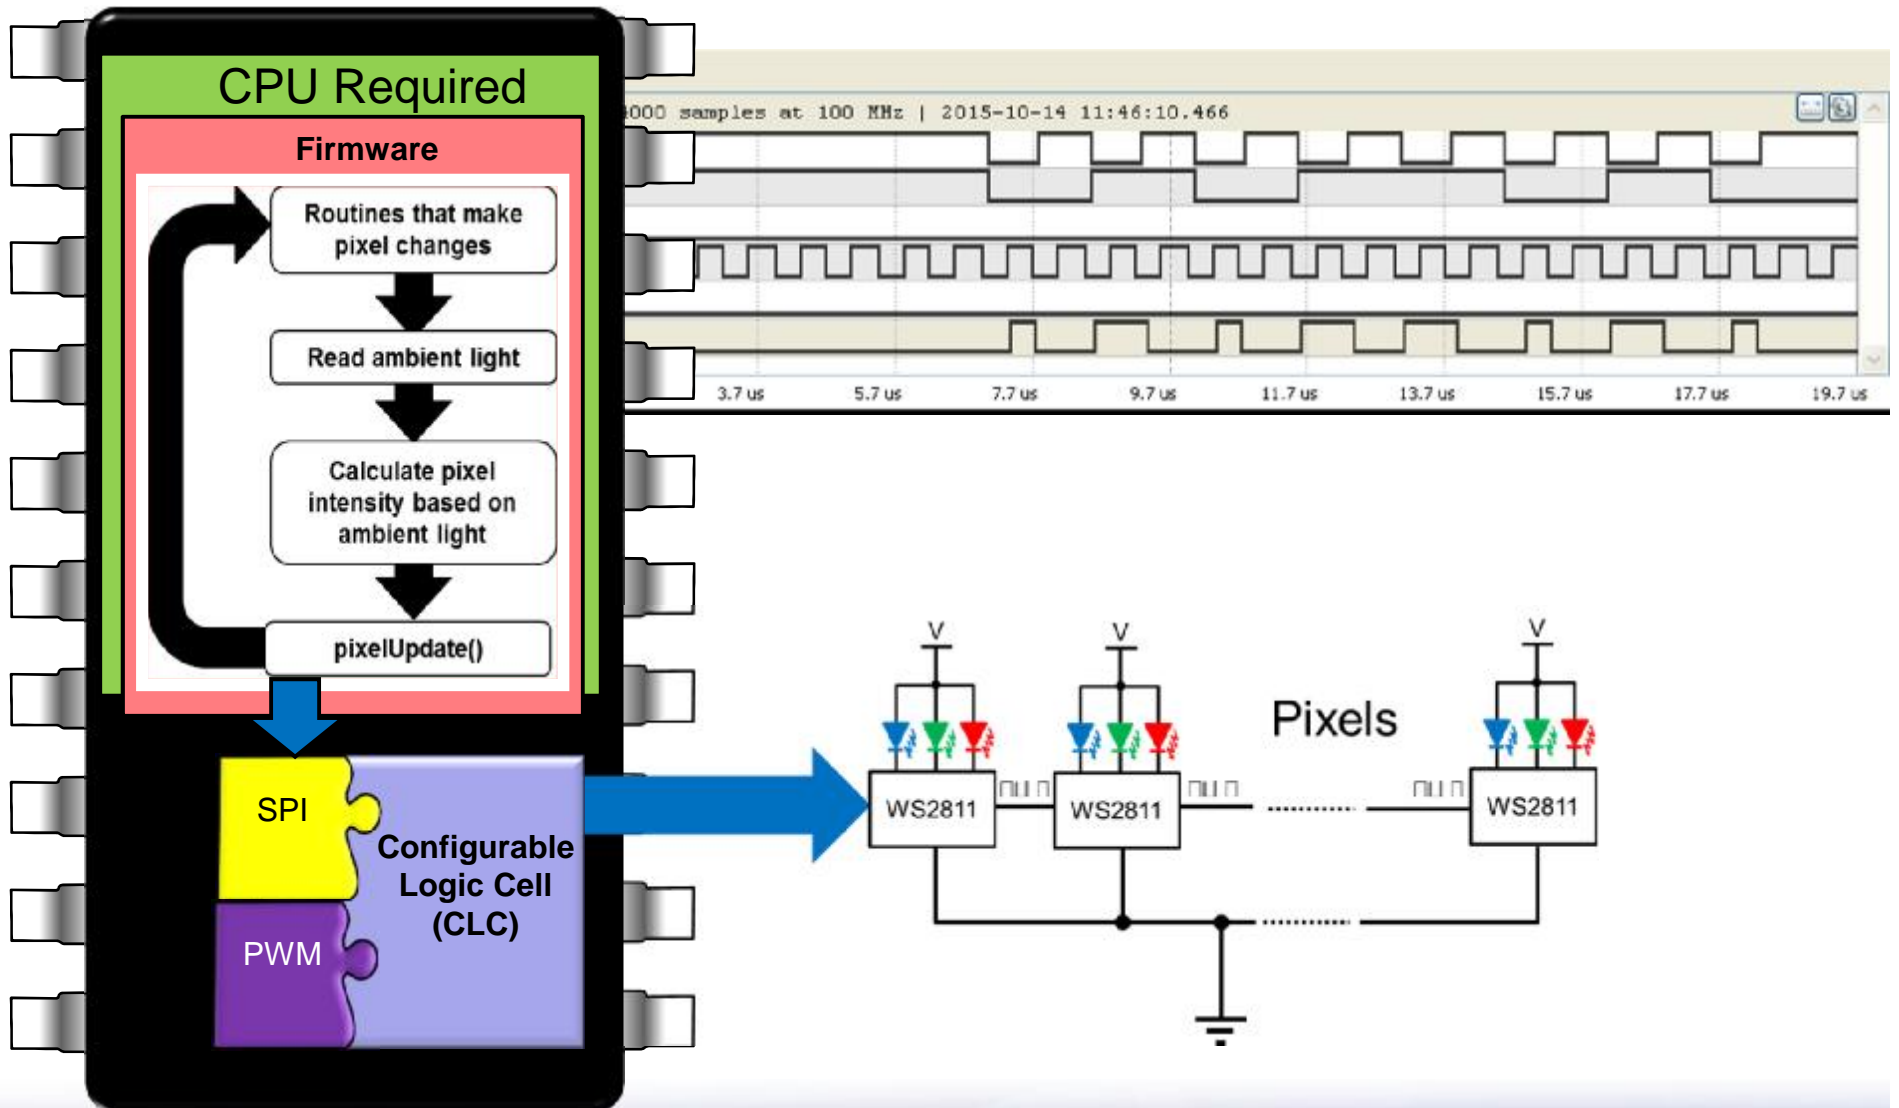 CPU Required
Firmware
Routines that make
pixel changes
Read ambient light
Calculate pixel
intensity based on
ambient light
pixelUpdate()
SPI
PWM
Configurable
Logic Cell
(CLC)
000 samples at 100 MHz | 2015-10-14 11:46:10.466
3.7 us 5.7 us 7.7 us 9.7 us 11.7 us 13.7 us 15.7 us 17.7 us 19.7 us
V V V
Pixels
WS2811 WS2811 WS2811